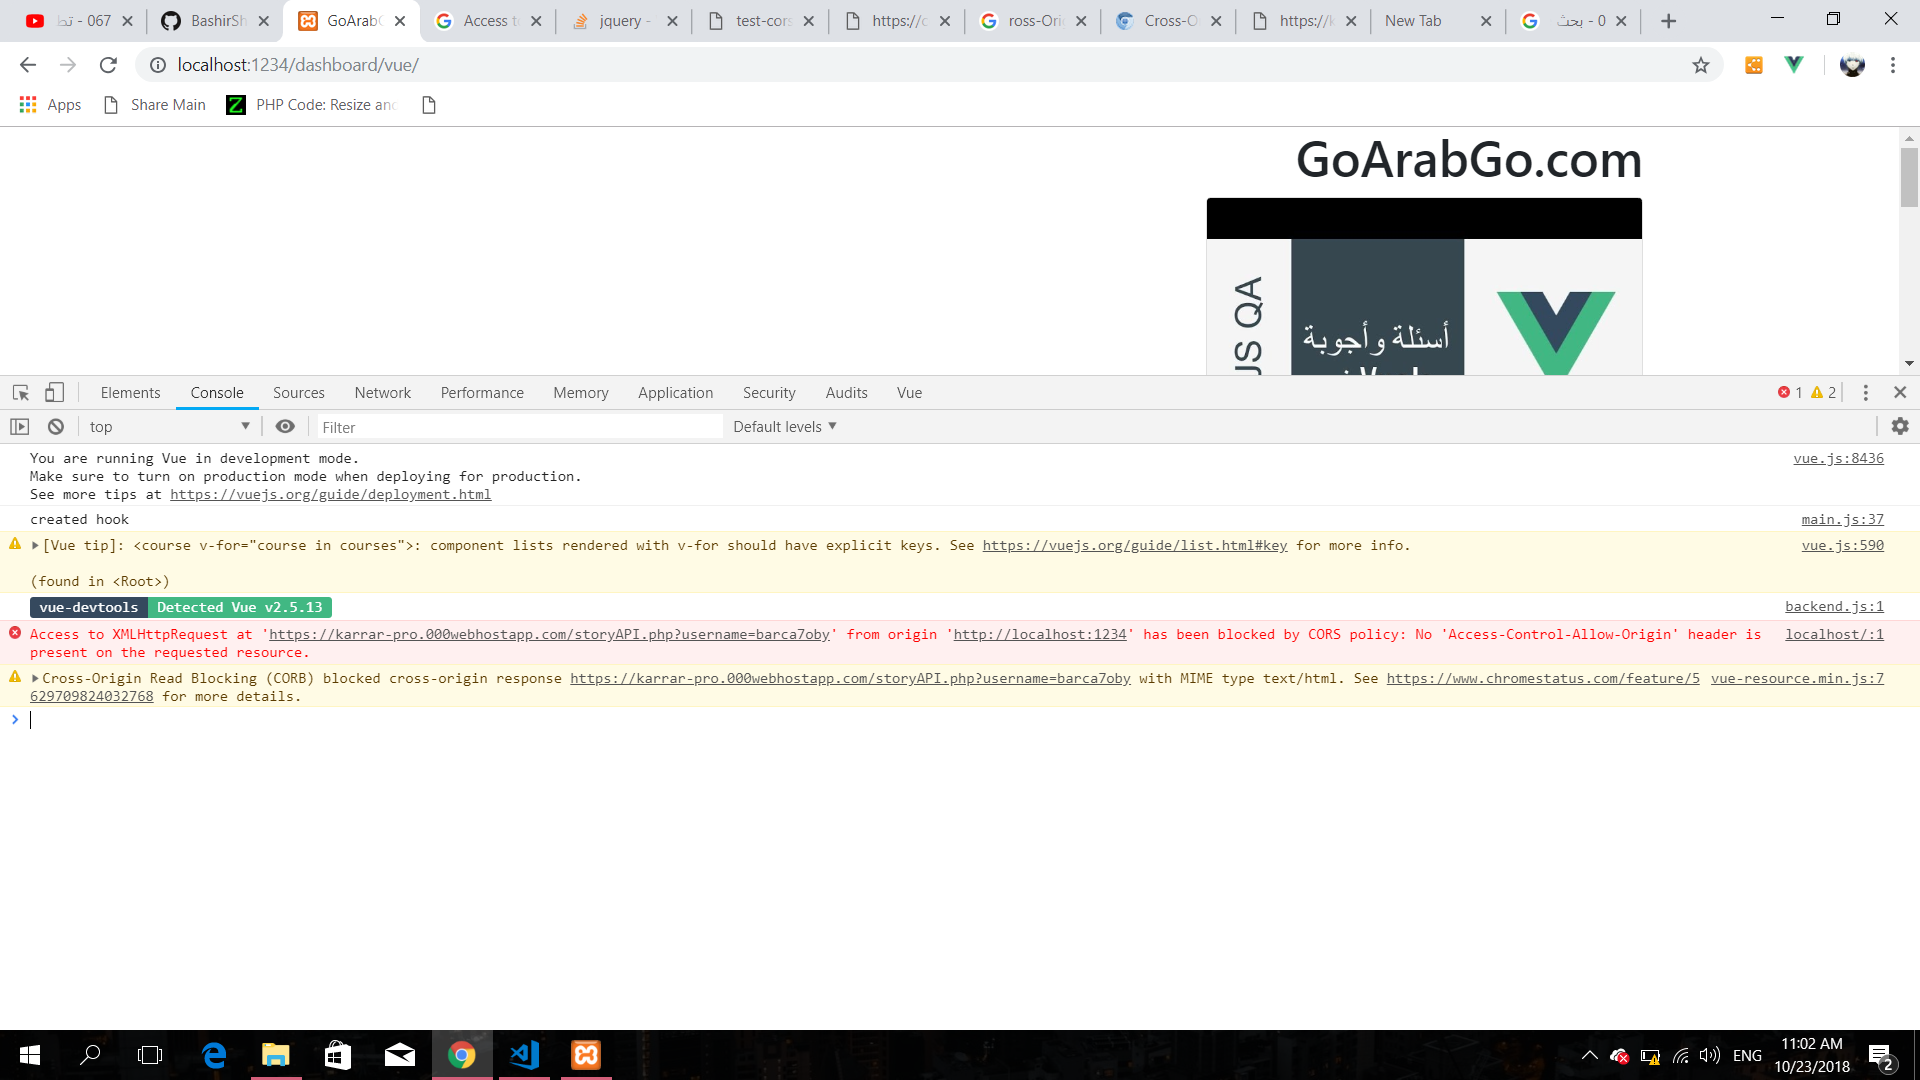 067 - تط
BashirSh
GoArabG
Access t
jquery -
test-cors
https://c
ross-Ori
Cross-O
https://k
New Tab
0 - بحث
localhost:1234/dashboard/vue/
Apps
Share Main
PHP Code: Resize and
GoArabGo.com
US QA
أسئلة وأجوبة
Elements
Console
Sources
Network
Performance
Memory
Application
Security
Audits
Vue
1
2
top
Filter
Default levels
You are running Vue in development mode.
vue.js:8436
Make sure to turn on production mode when deploying for production.
See more tips at https://vuejs.org/guide/deployment.html
created hook
main.js:37
[Vue tip]: <course v-for="course in courses">: component lists rendered with v-for should have explicit keys. See https://vuejs.org/guide/list.html#key for more info.
vue.js:590
(found in <Root>)
vue-devtools Detected Vue v2.5.13
backend.js:1
Access to XMLHttpRequest at 'https://karrar-pro.000webhostapp.com/storyAPI.php?username=barca7oby' from origin 'http://localhost:1234' has been blocked by CORS policy: No 'Access-Control-Allow-Origin' header is
localhost/:1
present on the requested resource.
Cross-Origin Read Blocking (CORB) blocked cross-origin response https://karrar-pro.000webhostapp.com/storyAPI.php?username=barca7oby with MIME type text/html. See https://www.chromestatus.com/feature/5
vue-resource.min.js:7
629709824032768 for more details.
ENG
11:02 AM
10/23/2018
2